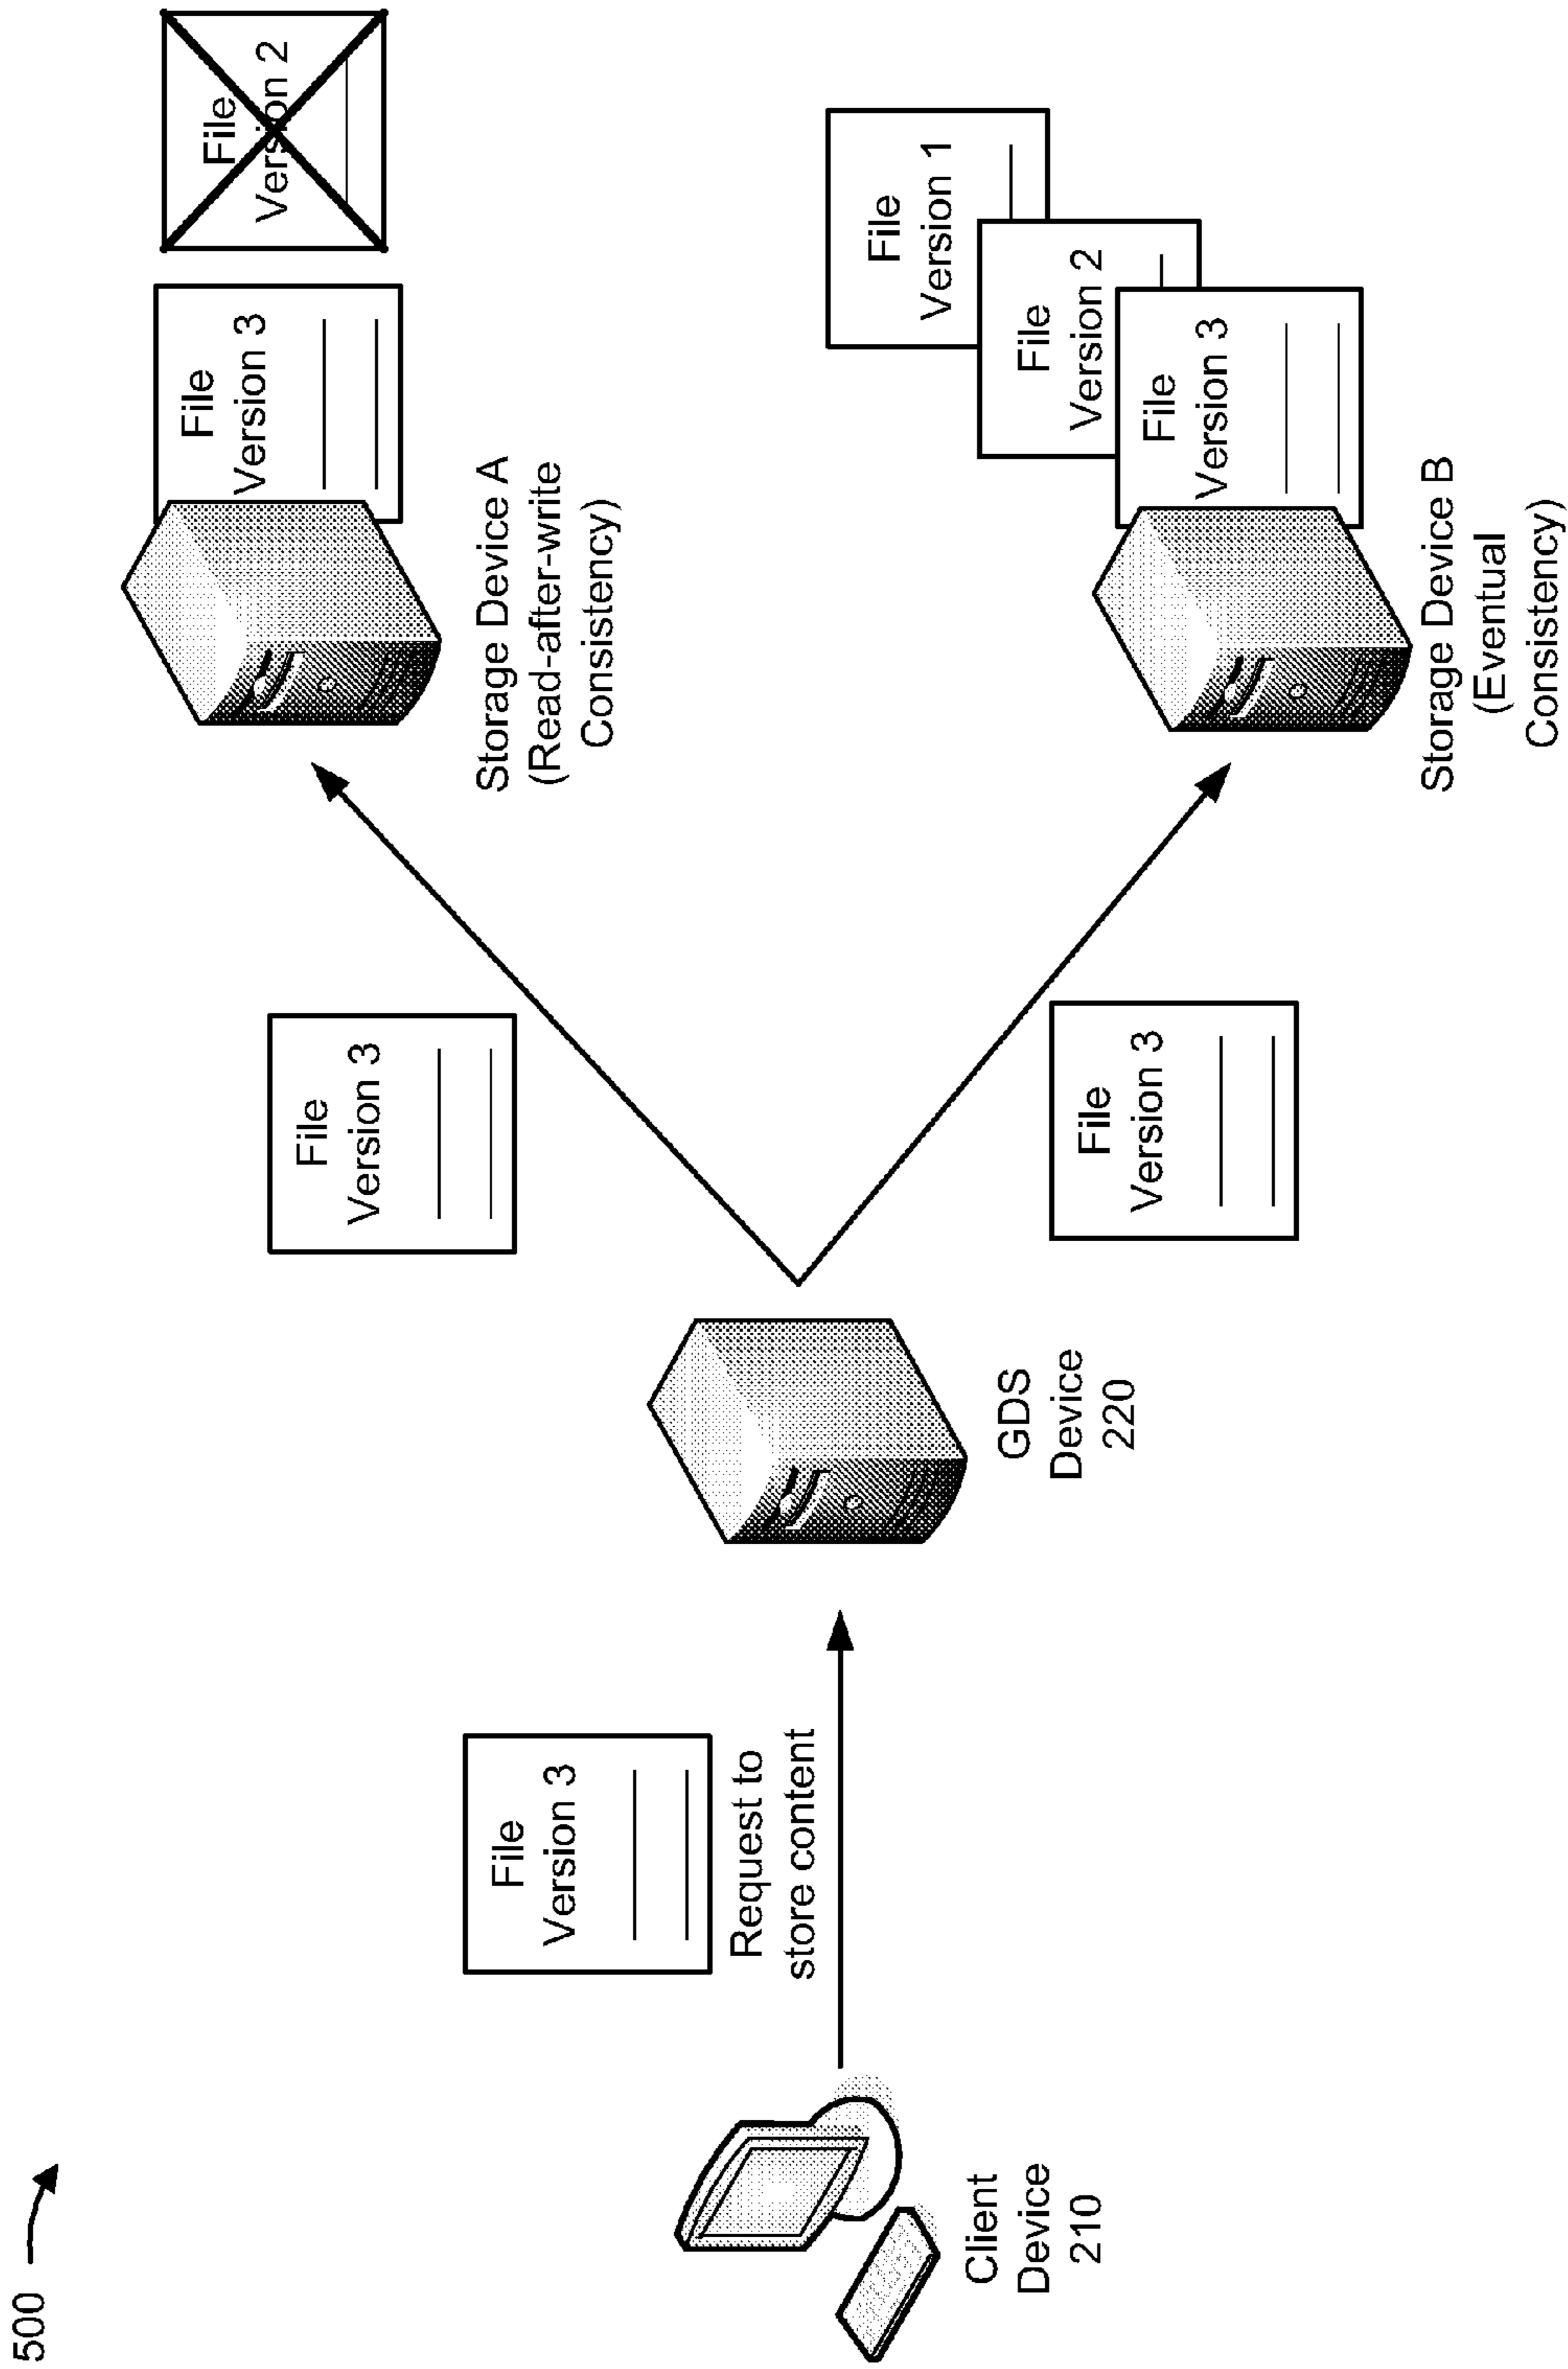 500
Client
Device
210
File
Version 3
Request to
store content
GDS
Device
220
File
Version 3
File
Version 3
Storage Device A
(Read-after-write
Consistency)
File
Version 3
File
Version 2
Storage Device B
(Eventual
Consistency)
File
Version 3
File
Version 2
File
Version 1